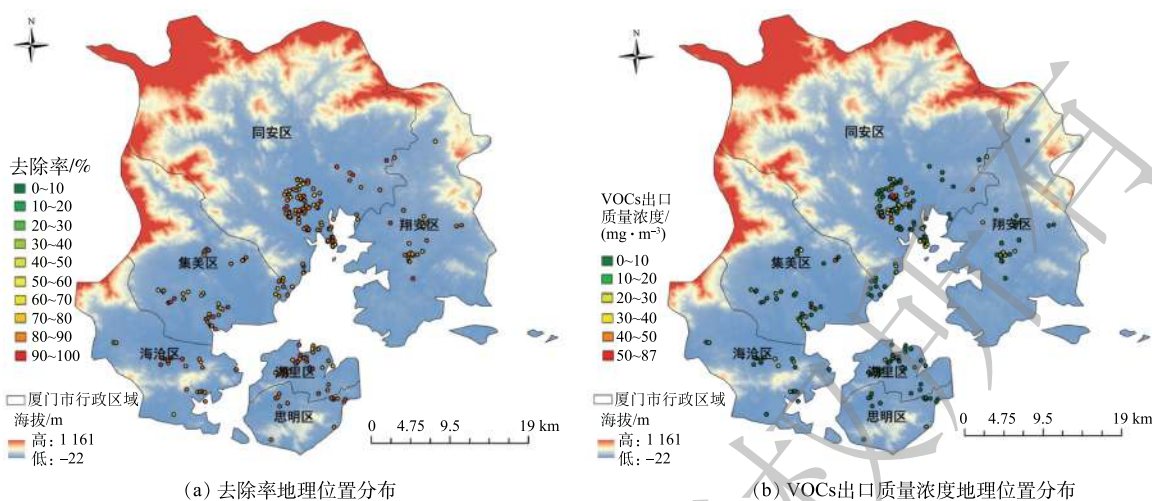 N
同安区
去除率/%
0~10
10~20
20~30
30~40
40~50
50~60
60~70
70~80
80~90
90~100
翔安区
集美区
海沧区
湖里区
思明区
厦门市行政区域
海拔/m
高: 1 161
低: -22
0 4.75 9.5 19 km
(a) 去除率地理位置分布
N
同安区
VOCs出口
质量浓度/
(mg·m⁻³)
0~10
10~20
20~30
30~40
40~50
50~87
翔安区
集美区
海沧区
湖里区
思明区
厦门市行政区域
海拔/m
高: 1 161
低: -22
0 4.75 9.5 19 km
(b) VOCs出口质量浓度地理位置分布